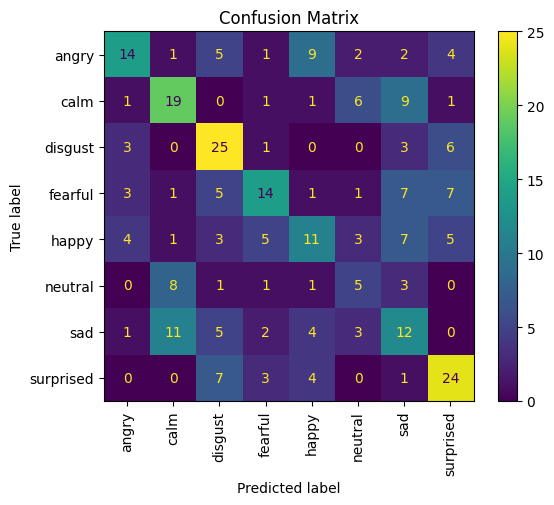 Confusion Matrix
angry 14 1 5 1 9 2 2 4
calm 1 19 0 1 1 6 9 1
disgust 3 0 25 1 0 0 3 6
fearful 3 1 5 14 1 1 7 7
happy 4 1 3 5 11 3 7 5
neutral 0 8 1 1 1 5 3 0
sad 1 11 5 2 4 3 12 0
surprised 0 0 7 3 4 0 1 24
angry calm disgust fearful happy neutral sad surprised
True label
Predicted label
25
20
15
10
5
0